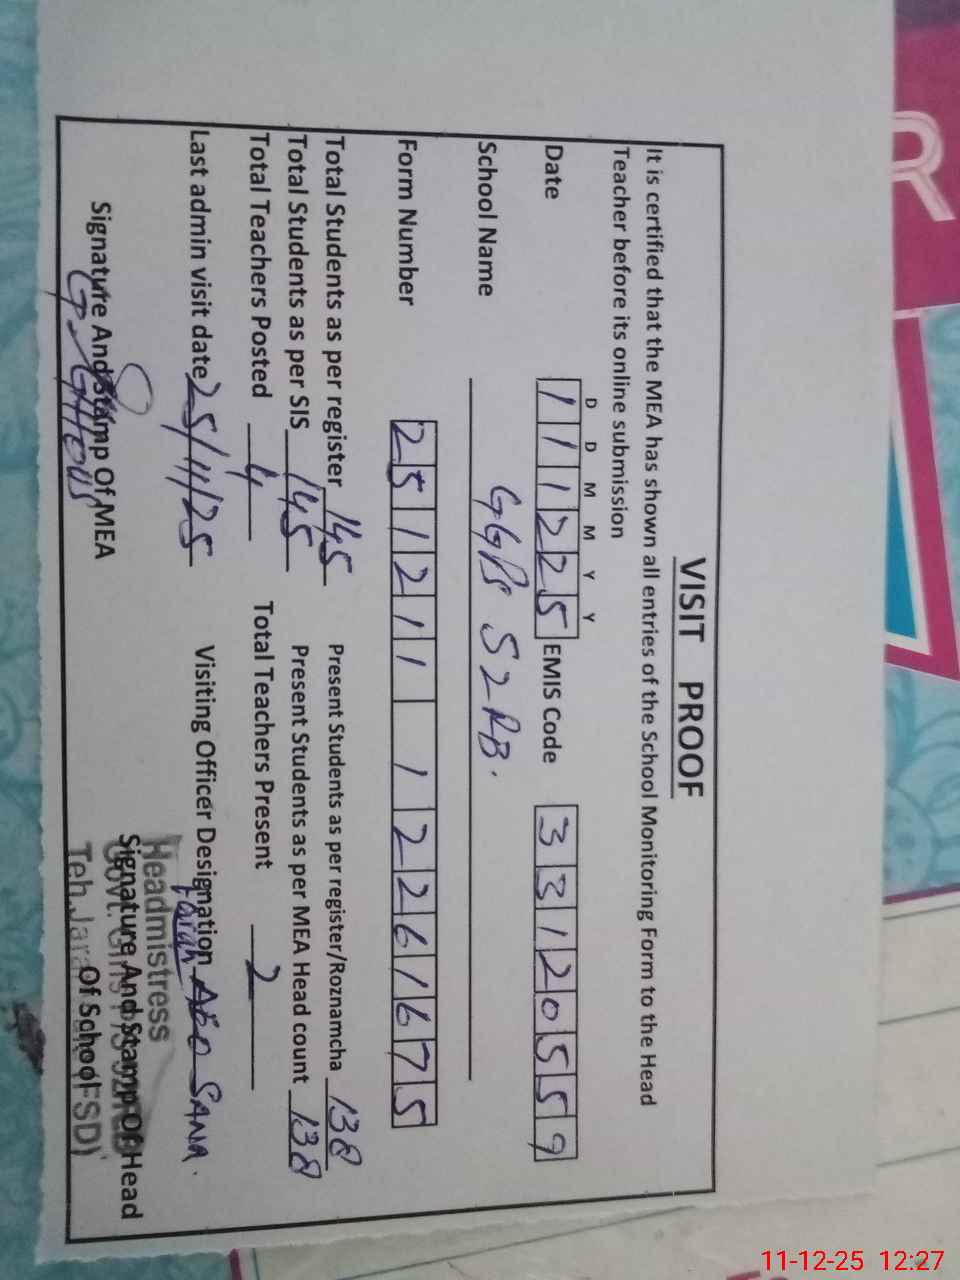 VISIT PROOF
It is certified that the MEA has shown all entries of the School Monitoring Form to the Head
Teacher before its online submission
D D M M Y Y
Date 1 1 1 2 2 5 EMIS Code 3 3 1 2 0 5 5 9
School Name GGPS 52 RB.
Form Number 2 5 1 2 1 1 1 2 2 6 1 6 7 5
Total Students as per register 145 Present Students as per register/Roznamcha 138
Total Students as per SIS 145 Present Students as per MEA Head count 138
Total Teachers Posted 4 Total Teachers Present 2
Last admin visit date 25/11/25 Visiting Officer Designation AEO SANA.
Farah
Headmistress
Signature And Stamp Of MEA Signature And Stamp Of Head
Of School
Govt. Girls
Teh. (FSD)
R
11-12-25 12:27